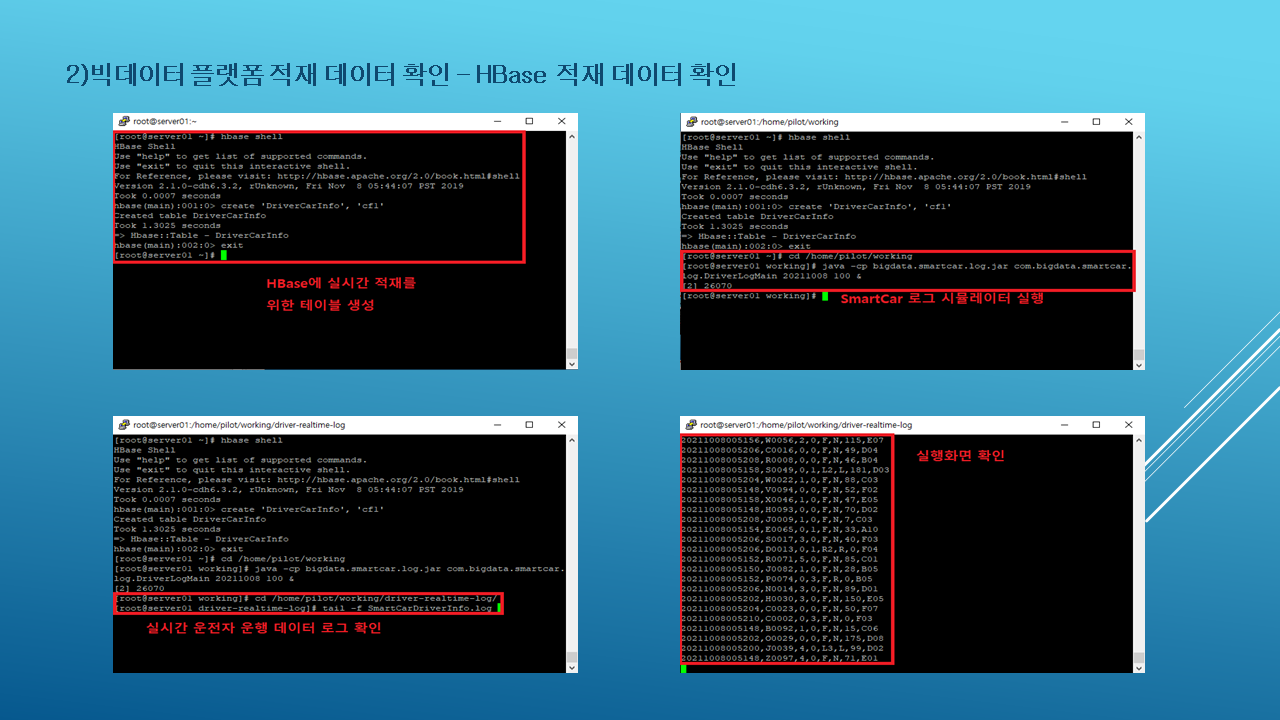 2)빅데이터 플랫폼 적재 데이터 확인 – HBase 적재 데이터 확인
root@server01:~
[root@server01 ~]# hbase shell
HBase Shell
Use "help" to get list of supported commands.
Use "exit" to quit this interactive shell.
For Reference, please visit: http://hbase.apache.org/2.0/book.html#shell
Version 2.1.0-cdh6.3.2, rUnknown, Fri Nov  8 05:44:07 PST 2019
Took 0.0007 seconds
hbase(main):001:0> create 'DriverCarInfo', 'cf1'
Created table DriverCarInfo
Took 1.3025 seconds
=> Hbase::Table - DriverCarInfo
hbase(main):002:0> exit
[root@server01 ~]#
HBase에 실시간 적재를
위한 테이블 생성
root@server01:/home/pilot/working
[root@server01 ~]# hbase shell
HBase Shell
Use "help" to get list of supported commands.
Use "exit" to quit this interactive shell.
For Reference, please visit: http://hbase.apache.org/2.0/book.html#shell
Version 2.1.0-cdh6.3.2, rUnknown, Fri Nov  8 05:44:07 PST 2019
Took 0.0007 seconds
hbase(main):001:0> create 'DriverCarInfo', 'cf1'
Created table DriverCarInfo
Took 1.3025 seconds
=> Hbase::Table - DriverCarInfo
hbase(main):002:0> exit
[root@server01 ~]# cd /home/pilot/working
[root@server01 working]# java -cp bigdata.smartcar.log.jar com.bigdata.smartcar.
log.DriverLogMain 20211008 100 &
[2] 26070
[root@server01 working]#
SmartCar 로그 시뮬레이터 실행
root@server01:/home/pilot/working/driver-realtime-log
[root@server01 ~]# hbase shell
HBase Shell
Use "help" to get list of supported commands.
Use "exit" to quit this interactive shell.
For Reference, please visit: http://hbase.apache.org/2.0/book.html#shell
Version 2.1.0-cdh6.3.2, rUnknown, Fri Nov  8 05:44:07 PST 2019
Took 0.0007 seconds
hbase(main):001:0> create 'DriverCarInfo', 'cf1'
Created table DriverCarInfo
Took 1.3025 seconds
=> Hbase::Table - DriverCarInfo
hbase(main):002:0> exit
[root@server01 ~]# cd /home/pilot/working
[root@server01 working]# java -cp bigdata.smartcar.log.jar com.bigdata.smartcar.
log.DriverLogMain 20211008 100 &
[2] 26070
[root@server01 working]# cd /home/pilot/working/driver-realtime-log/
[root@server01 driver-realtime-log]# tail -f SmartCarDriverInfo.log
실시간 운전자 운행 데이터 로그 확인
root@server01:/home/pilot/working/driver-realtime-log
20211008005156,W0056,2,0,F,N,115,E07
20211008005206,C0016,0,0,F,N,49,D04
20211008005208,R0008,0,0,F,N,46,B04
20211008005158,S0049,0,1,L2,L,181,D03
20211008005204,W0022,1,0,F,N,88,C03
20211008005148,V0094,0,0,F,N,52,F02
20211008005158,X0046,1,0,F,N,47,E05
20211008005148,H0093,0,0,F,N,70,D02
20211008005208,J0009,1,0,F,N,7,C03
20211008005154,E0065,0,1,F,N,33,A10
20211008005206,S0017,3,0,F,N,40,F03
20211008005206,D0013,0,1,R2,R,0,F04
20211008005152,R0071,5,0,F,N,85,C01
20211008005150,J0082,1,0,F,N,28,B05
20211008005152,P0074,0,3,F,R,0,B05
20211008005206,N0014,3,0,F,N,89,D01
20211008005202,H0030,3,0,F,N,150,E05
20211008005204,C0023,0,0,F,N,50,F07
20211008005210,C0002,0,3,F,N,0,F03
20211008005148,B0092,1,0,F,N,15,C06
20211008005202,O0029,0,0,F,N,175,D08
20211008005200,J0039,4,0,L3,L,99,D02
20211008005148,Z0097,4,0,F,N,71,E01
실행화면 확인